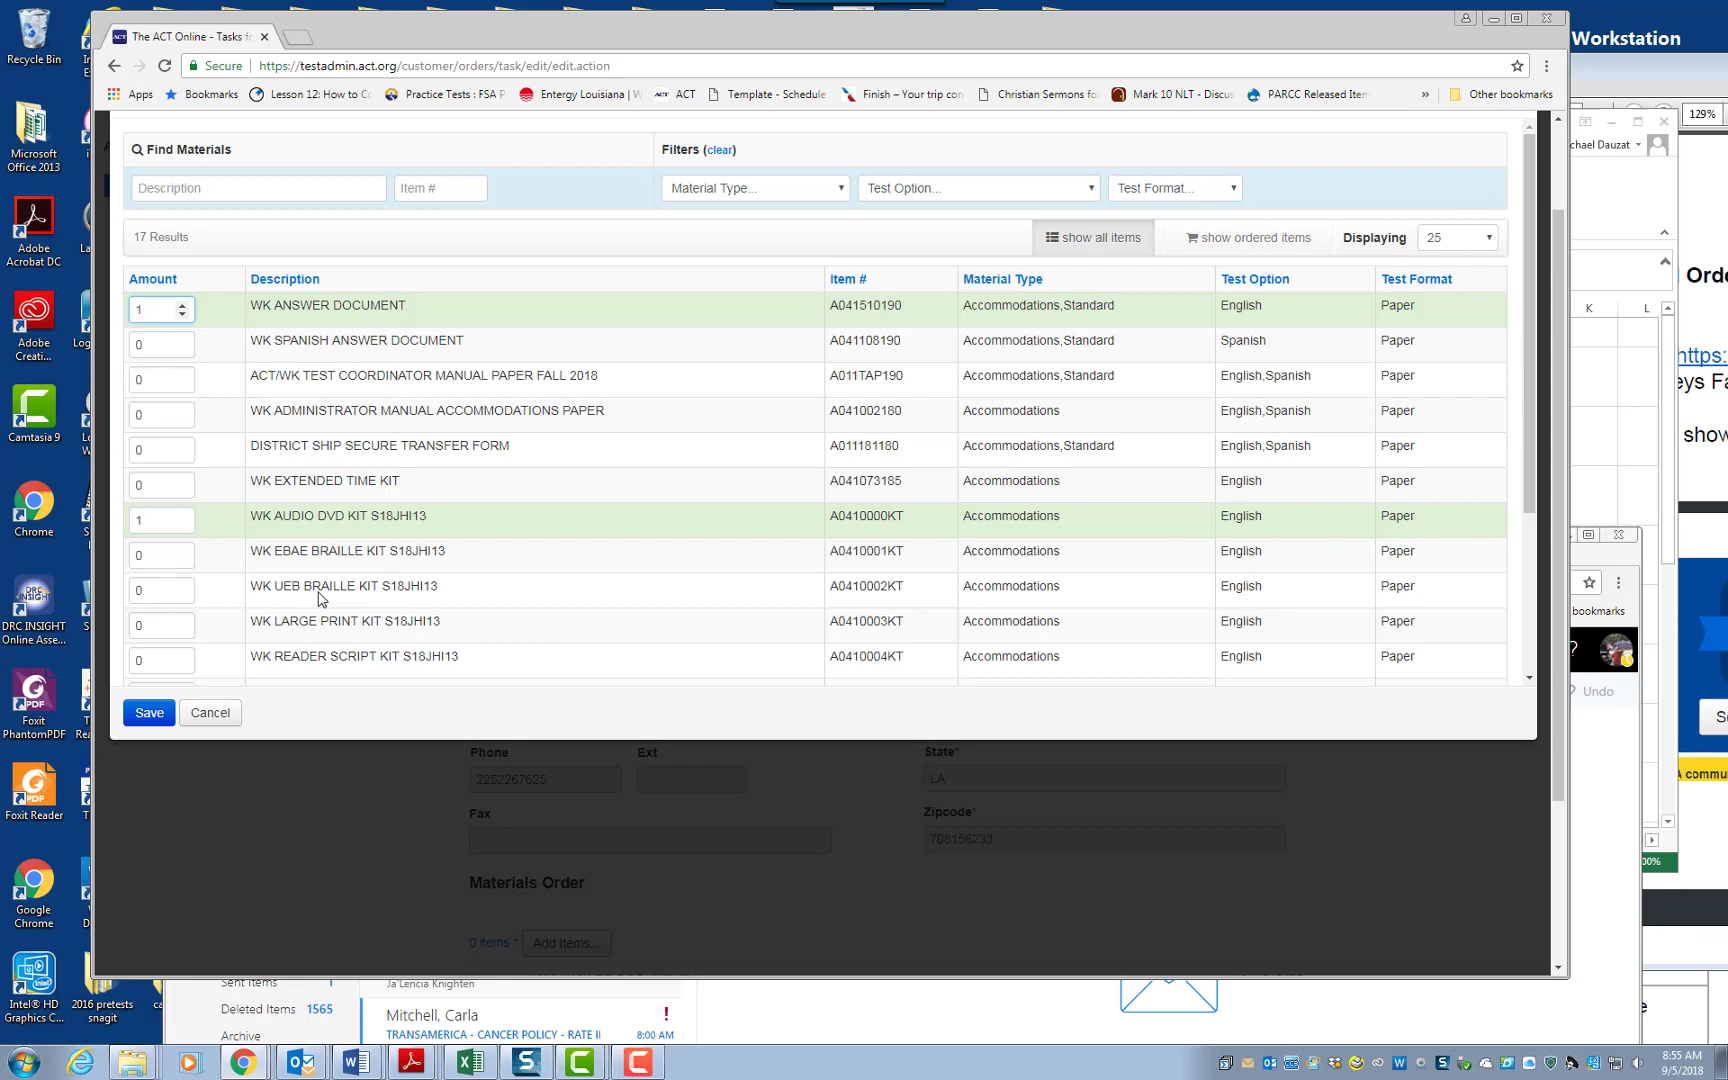 Recycle Bin
Microsoft
Office 2013
Adobe
Acrobat DC
Adobe
Creati...
Camtasia 9
Chrome
DRC INSIGHT
Online Asse...
Foxit
PhantomPDF
Foxit Reader
Google
Chrome
Intel® HD
Graphics C...
2016 pretests
snagit
The ACT Online - Tasks f
Workstation
Secure https://testadmin.act.org/customer/orders/task/edit/edit.action
Apps Bookmarks Lesson 12: How to C Practice Tests : FSA P Entergy Louisiana | ACT Template - Schedule Finish – Your trip con Christian Sermons fo Mark 10 NLT - Discus PARCC Released Item » Other bookmarks
129%
ichael Dauzat
Find Materials
Filters (clear)
Description
Item #
Material Type...
Test Option...
Test Format...
17 Results
show all items
show ordered items
Displaying
25
Amount Description Item # Material Type Test Option Test Format
1 WK ANSWER DOCUMENT A041510190 Accommodations,Standard English Paper
0 WK SPANISH ANSWER DOCUMENT A041108190 Accommodations,Standard Spanish Paper
0 ACT/WK TEST COORDINATOR MANUAL PAPER FALL 2018 A011TAP190 Accommodations,Standard English,Spanish Paper
0 WK ADMINISTRATOR MANUAL ACCOMMODATIONS PAPER A041002180 Accommodations English,Spanish Paper
0 DISTRICT SHIP SECURE TRANSFER FORM A011181180 Accommodations,Standard English,Spanish Paper
0 WK EXTENDED TIME KIT A041073185 Accommodations English Paper
1 WK AUDIO DVD KIT S18JHI13 A0410000KT Accommodations English Paper
0 WK EBAE BRAILLE KIT S18JHI13 A0410001KT Accommodations English Paper
0 WK UEB BRAILLE KIT S18JHI13 A0410002KT Accommodations English Paper
0 WK LARGE PRINT KIT S18JHI13 A0410003KT Accommodations English Paper
0 WK READER SCRIPT KIT S18JHI13 A0410004KT Accommodations English Paper
Save Cancel
Phone Ext State*
2252267625 LA
Fax Zipcode*
708156233
Materials Order
0 items * Add Items...
Orde
K L
https:
eys Fa
show
bookmarks
?
Undo
A commu
00%
Sent Items 1
Ja'Lencia Knighten
Deleted Items 1565
Mitchell, Carla !
TRANSAMERICA - CANCER POLICY - RATE II 8:00 AM
Archive
8:55 AM
9/5/2018